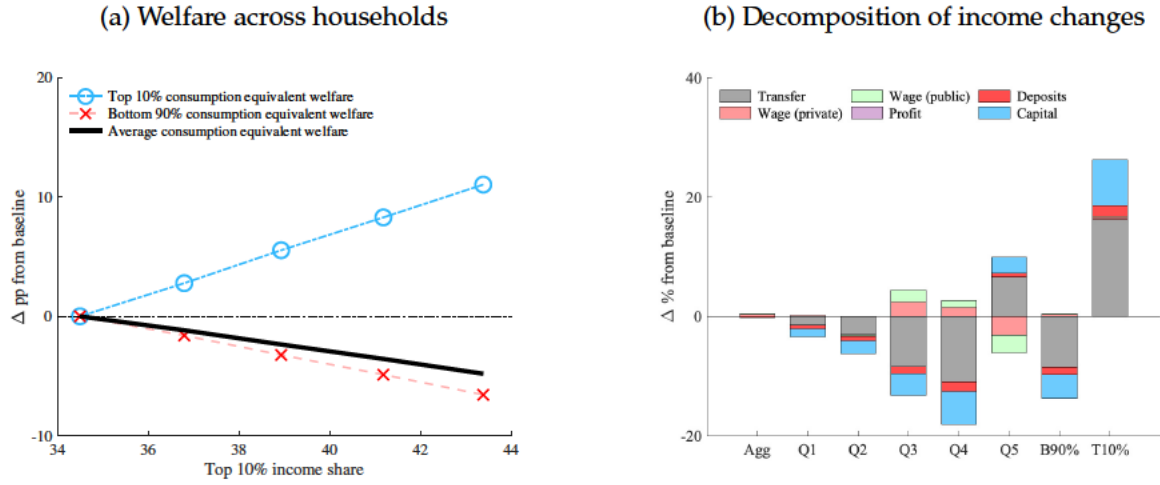 (a) Welfare across households
20
10
0
-10
Δ pp from baseline
Top 10% consumption equivalent welfare
Bottom 90% consumption equivalent welfare
Average consumption equivalent welfare
34 36 38 40 42 44
Top 10% income share
(b) Decomposition of income changes
40
20
0
-20
Δ % from baseline
Transfer Wage (public) Deposits
Wage (private) Profit Capital
Agg Q1 Q2 Q3 Q4 Q5 B90% T10%